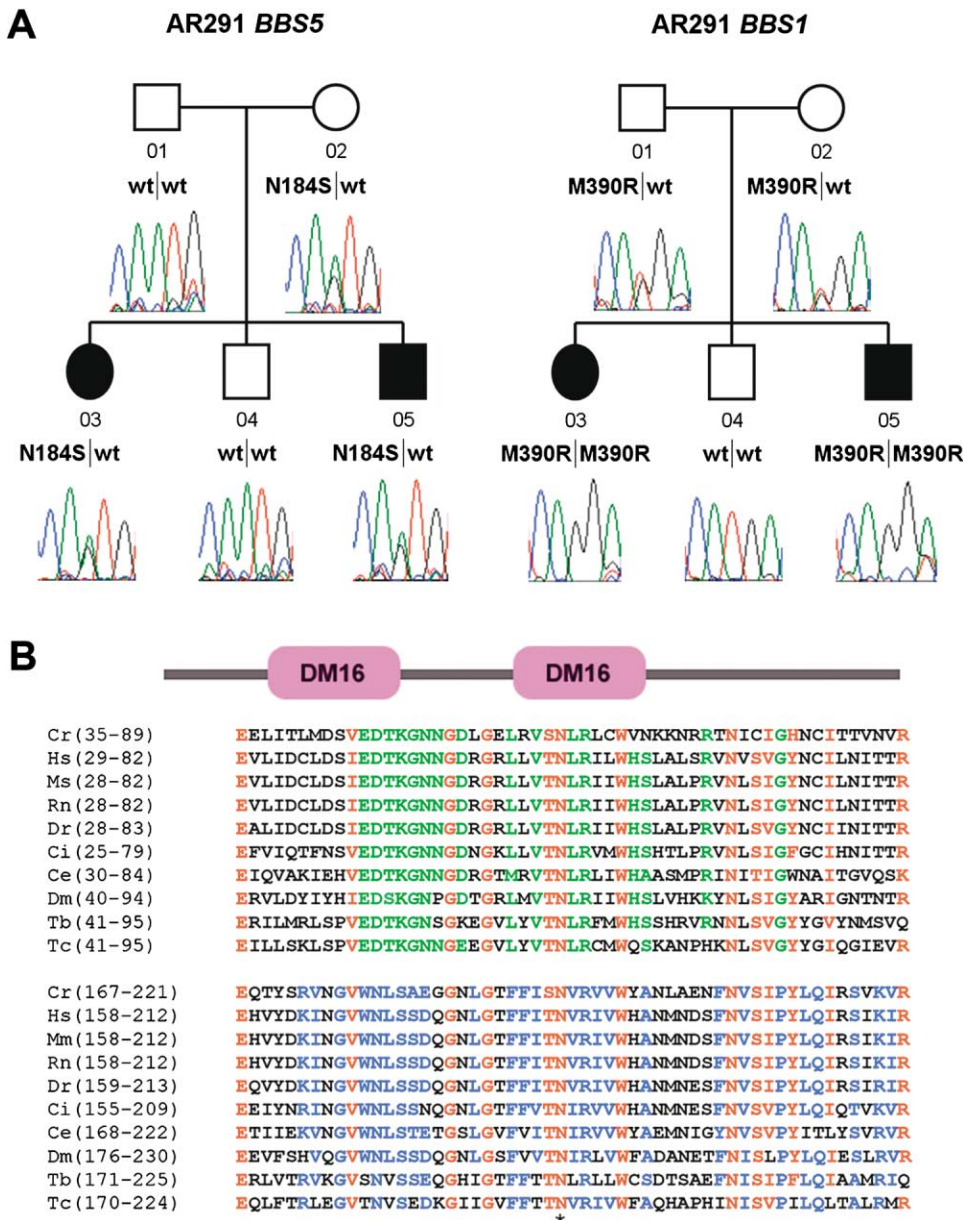 A
AR291 BBS5
AR291 BBS1
01
02
01
02
wt|wt
N184S|wt
M390R|wt
M390R|wt
03
04
05
03
04
05
N184S|wt
wt|wt
N184S|wt
M390R|M390R
wt|wt
M390R|M390R
B
DM16
DM16
Cr(35-89) EELITLMDSVEDTKGNNGDLGELRVSNLRLCWVNKKNRRTNICIGHNCITTVNVR
Hs(29-82) EVLIDCLDSIEDTKGNNGDRGRLLVTNLRILWHSLALSRVNVSVGYNCILNITTR
Ms(28-82) EVLIDCLDSIEDTKGNNGDRGRLLVTNLRIIWHSLALPRVNLSVGYNCILNITTR
Rn(28-82) EVLIDCLDSIEDTKGNNGDRGRLLVTNLRIIWHSLALPRVNLSVGYNCILNITTR
Dr(28-83) EALIDCLDSIEDTKGNNGDRGRLLVTNLRIIWHSLALPRVNLSVGYNCIINITTR
Ci(25-79) EFVIQTFNSVEDTKGNNGDNGKLLVTNLRVMWHSHTLPRVNLSIGFGCIHNITTR
Ce(30-84) EIQVAKIEHVEDTKGNNGDRGTMRVTNLRLIWHAASMPRINITIGWNAITGVQSK
Dm(40-94) ERVLDYIYHIEDSKGNPGDTGRLMVTNLRIIWHSLVHKKYNLSIGYARIGNTNTR
Tb(41-95) ERILMRLSPVEDTKGNSGKEGVLYVTNLRFMWHSSHRVRNLSVGYYGVYNMSVQ
Tc(41-95) EILLSKLSPVEDTKGNGEEGVLYVTNLRCMWQSKANPHKNLSVGYYGIQGIEVR
Cr(167-221) EQTYSRVNGVWNLSAEGGNLGTFFISNVRVVWYANLAENFNVSIPYLQIRSVKVR
Hs(158-212) EHVYDKINGVWNLSSDQGNLGTFFITNVRIVWHANMNDSFNVSIPYLQIRSIKIR
Mm(158-212) EHVYDKINGVWNLSSDQGNLGTFFITNVRIVWHANMNDSFNVSIPYLQIRSIKIR
Rn(158-212) EHVYDKINGVWNLSSDQGNLGTFFITNVRIVWHANMNDSFNVSIPYLQIRSIKIR
Dr(159-213) EQVYDKINGVWNLSSDQGNLGTFFITNVRIVWHANMNESFNVSIPYLQIRSIRIR
Ci(155-209) EEIYNRINGVWNLSSNQGNLGTFFVTNIRVVWHANMNESFNVSVPYLQIQTVKVR
Ce(168-222) ETIIEKVNGVWNLSTETGSLGVFVITNIRVVWYAEMNIGYNVSVPYITLYSVRVR
Dm(176-230) EEVFSHVQGVWNLSSDQGNLGSFVVTNIRLVWFADANETFNISLPYLQIESLRVR
Tb(171-225) ERLVTRVKGVSNVSSEQGHIGTFFTTNLRLLWCSDTSAEFNISIPYLQIAAMRIQ
Tc(170-224) EQLFTRLEGVTNVSEDKGIIGVFFTTNVRIVWFAQHAPHINISVPILQLTALRMR
*